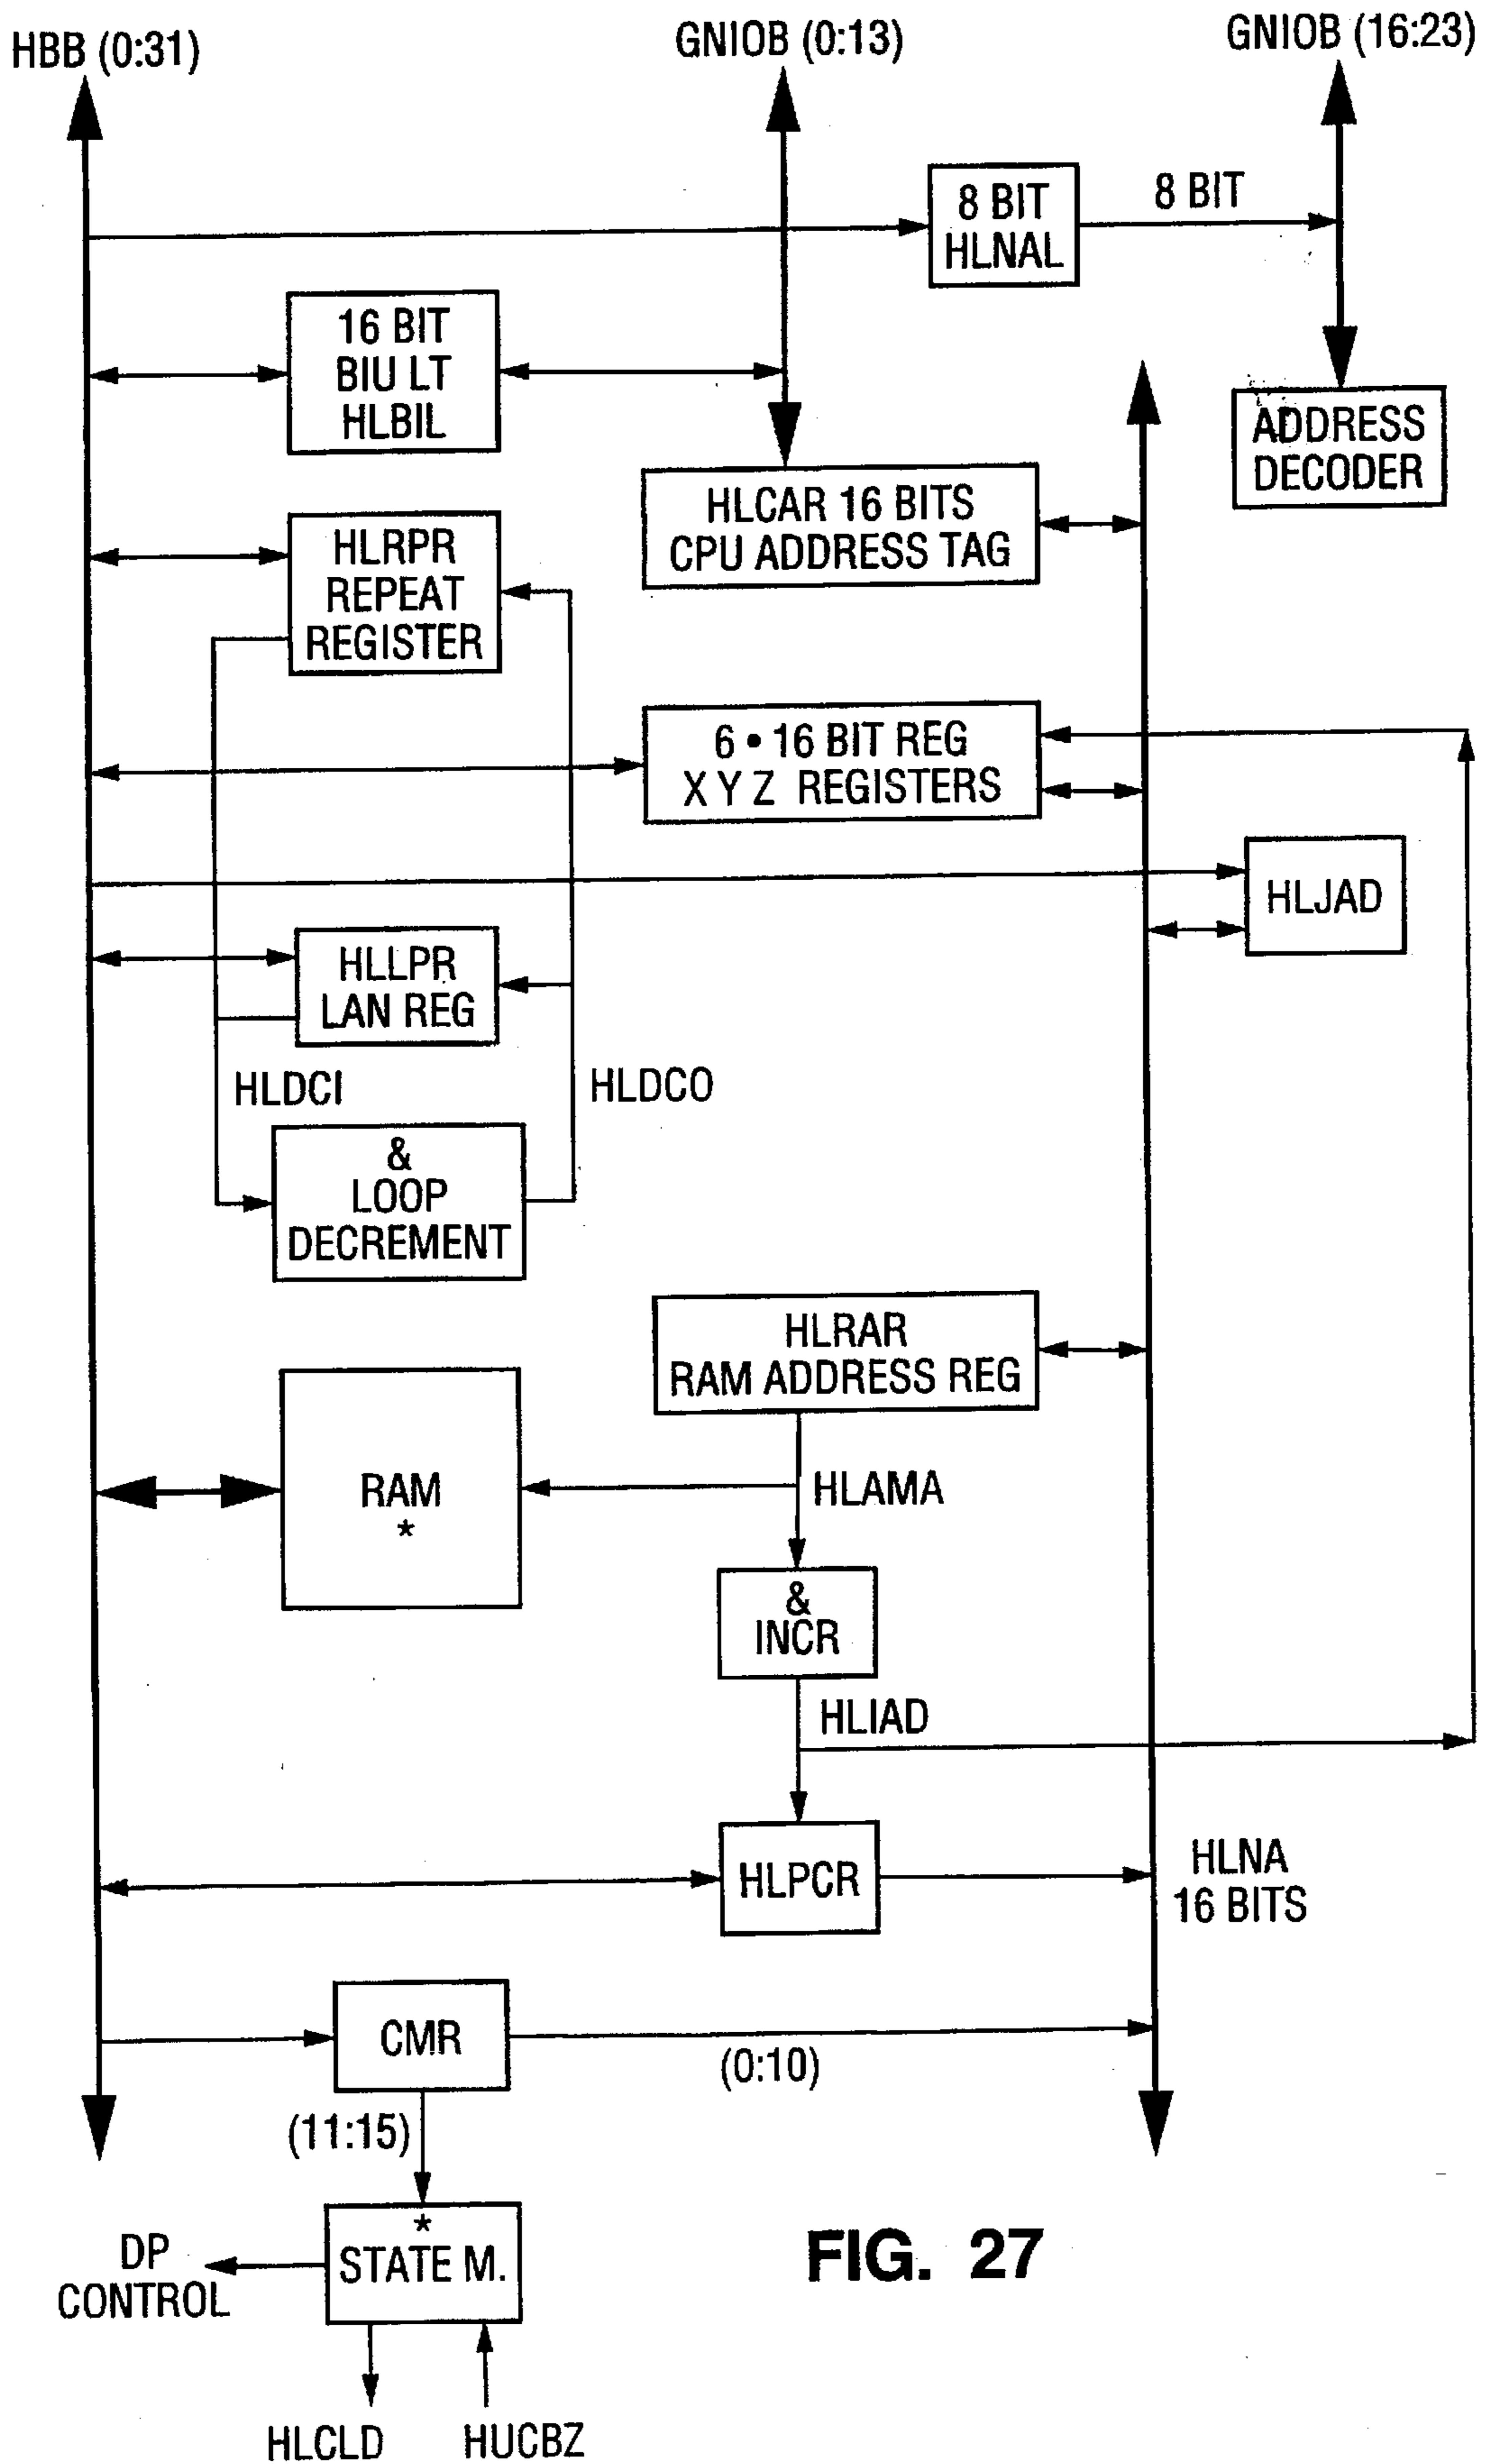 HBB (0:31)
GNIOB (0:13)
GNIOB (16:23)
8 BIT
HLNAL
8 BIT
16 BIT
BIU LT
HLBIL
ADDRESS
DECODER
HLCAR 16 BITS
CPU ADDRESS TAG
HLRPR
REPEAT
REGISTER
6 • 16 BIT REG
X Y Z REGISTERS
HLJAD
HLLPR
LAN REG
HLDCI
HLDCO
&
LOOP
DECREMENT
HLRAR
RAM ADDRESS REG
RAM
*
HLAMA
&
INCR
HLIAD
HLPCR
HLNA
16 BITS
CMR
(0:10)
(11:15)
*
STATE M.
DP
CONTROL
HLCLD
HUCBZ
FIG. 27